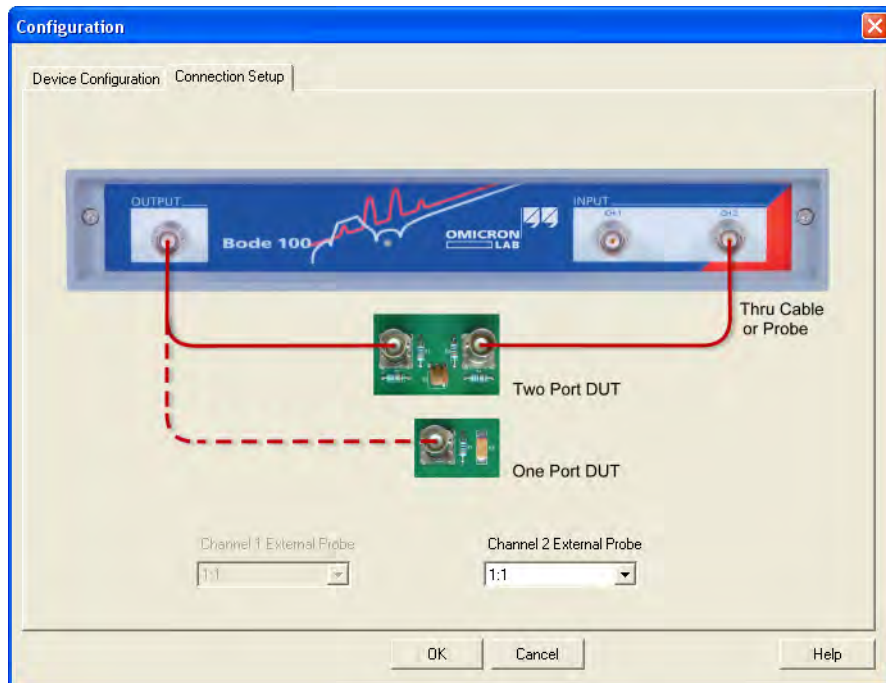 Configuration
Device Configuration
Connection Setup
OUTPUT
INPUT
CH 1
CH 2
Bode 100
OMICRON
LAB
Thru Cable
or Probe
Two Port DUT
One Port DUT
Channel 1 External Probe
Channel 2 External Probe
1:1
1:1
OK
Cancel
Help